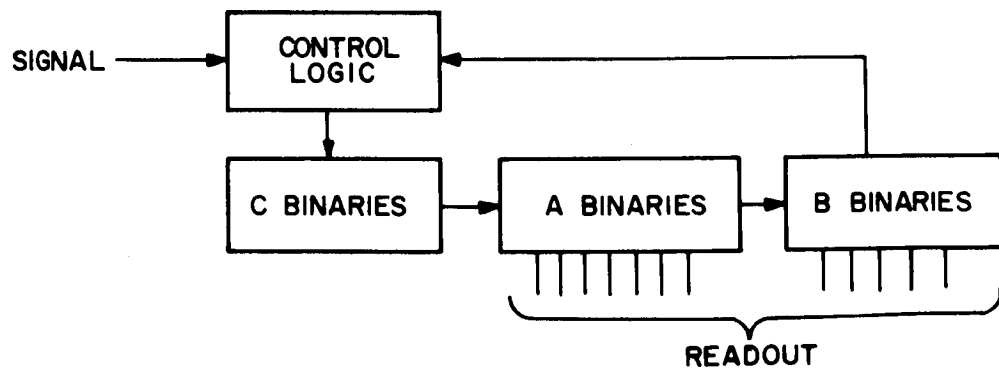 SIGNAL
CONTROL
LOGIC
C BINARIES
A BINARIES
B BINARIES
READOUT